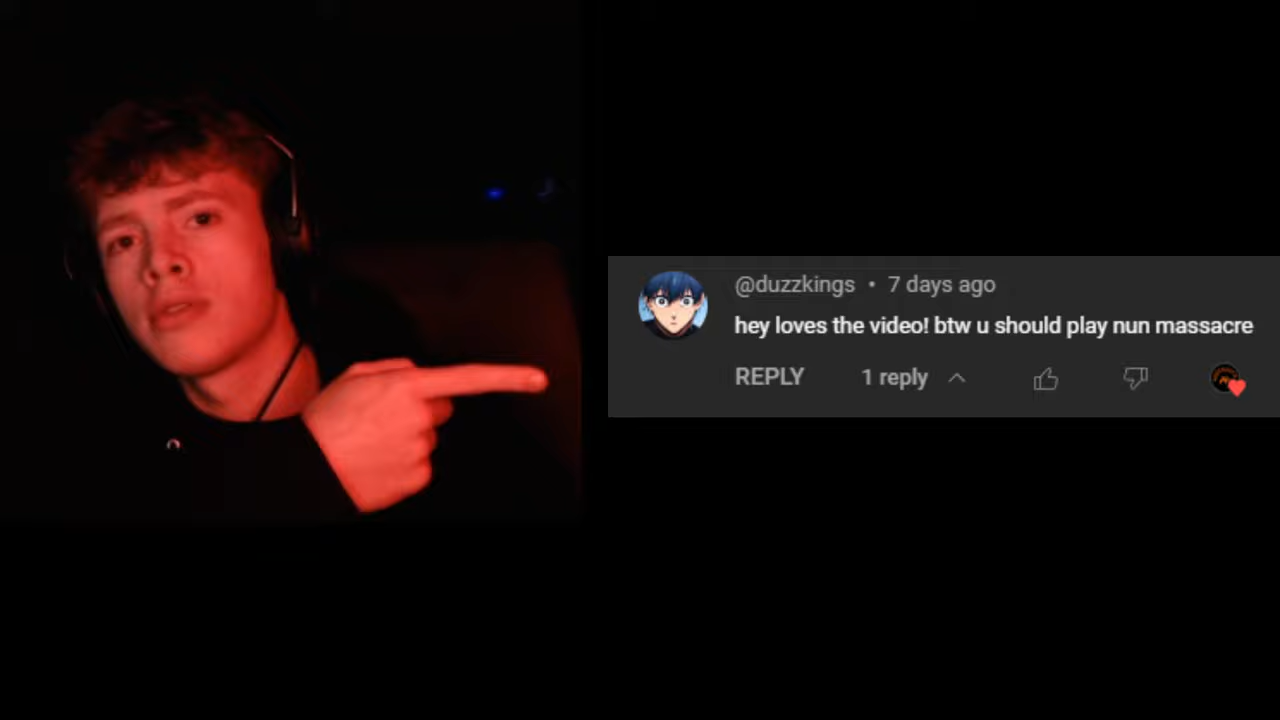 @duzzkings • 7 days ago
hey loves the video! btw u should play nun massacre
REPLY 1 reply